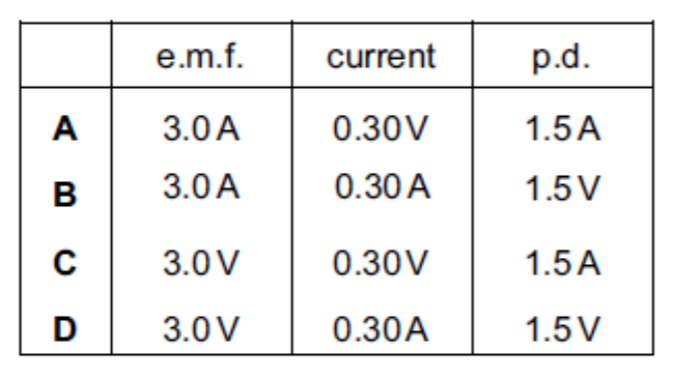 e.m.f. current p.d.
A 3.0 A 0.30 V 1.5 A
B 3.0 A 0.30 A 1.5 V
C 3.0 V 0.30 V 1.5 A
D 3.0 V 0.30 A 1.5 V